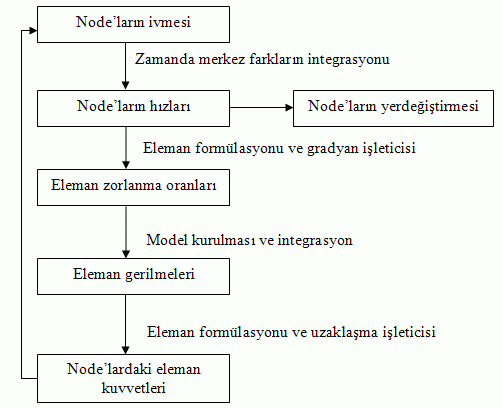 Node’ların ivmesi
Zamanda merkez farkların integrasyonu
Node’ların hızları
Node’ların yerdeğiştirmesi
Eleman formülasyonu ve gradyan işleticisi
Eleman zorlanma oranları
Model kurulması ve integrasyon
Eleman gerilmeleri
Eleman formülasyonu ve uzaklaşma işleticisi
Node’lardaki eleman
kuvvetleri